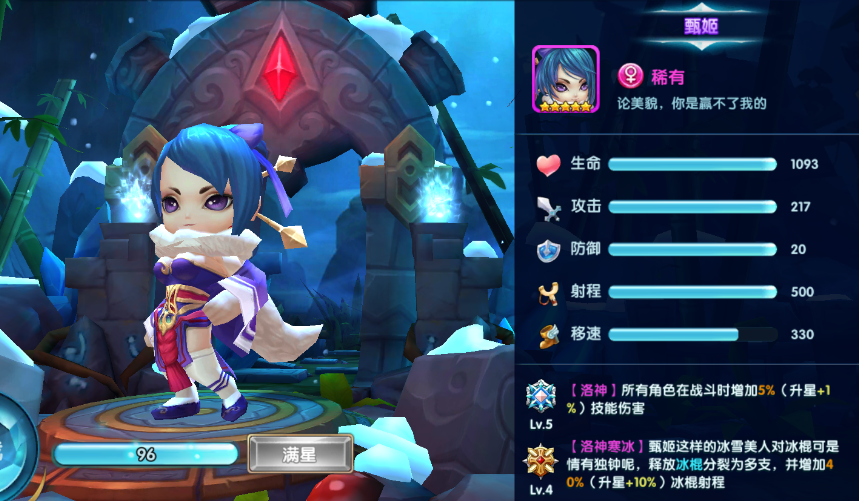 甄姬
稀有
论美貌，你是赢不了我的
生命 1093
攻击 217
防御 20
射程 500
移速 330
【洛神】所有角色在战斗时增加5%（升星+1
%）技能伤害
Lv.5
【洛神寒冰】甄姬这样的冰雪美人对冰棍可是
情有独钟呢，释放冰棍分裂为多支，并增加4
0%（升星+10%）冰棍射程
Lv.4
96
满星